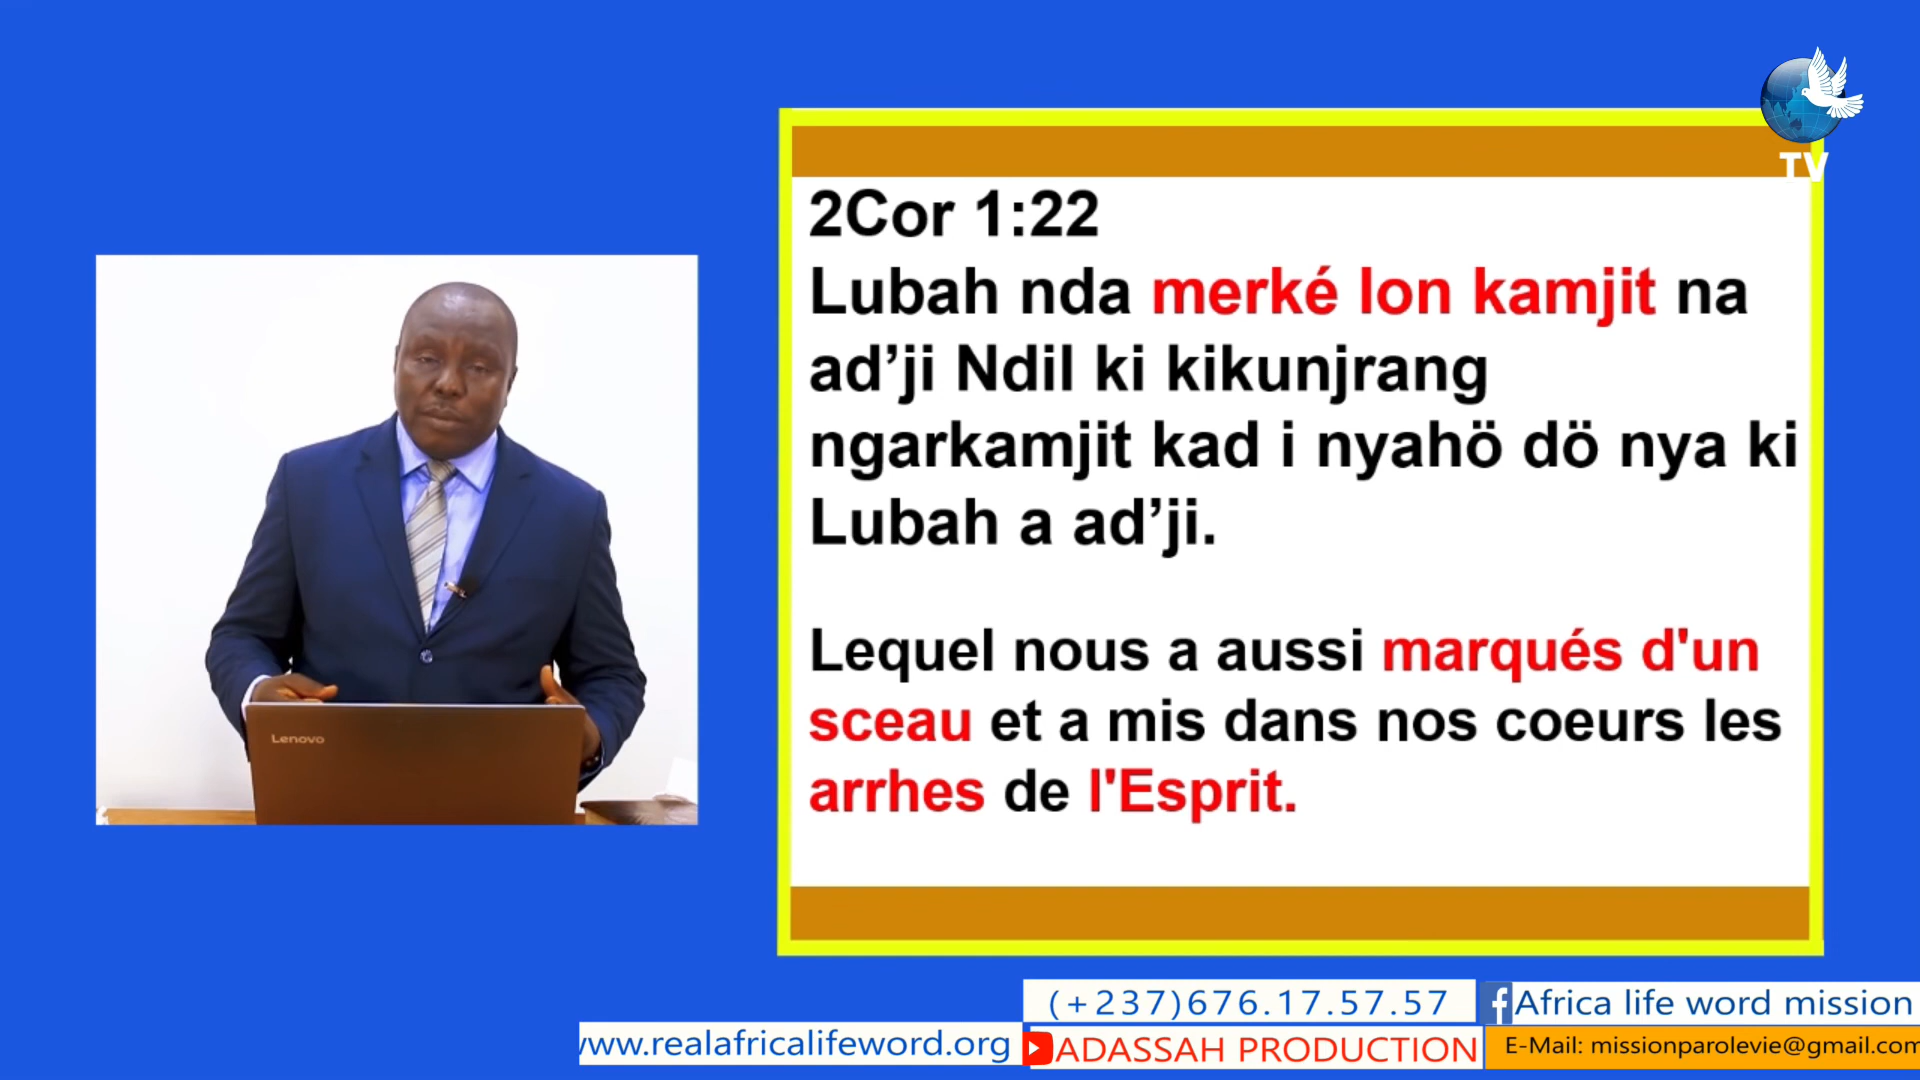 TV
2Cor 1:22
Lubah nda merké lon kamjit na
ad’ji Ndil ki kikunjrang
ngarkamjit kad i nyahö dö nya ki
Lubah a ad’ji.
Lequel nous a aussi marqués d'un
sceau et a mis dans nos coeurs les
arrhes de l'Esprit.
Lenovo
(+237)676.17.57.57
Africa life word mission
www.realafricalifeword.org
ADASSAH PRODUCTION
E-Mail: missionparolevie@gmail.com